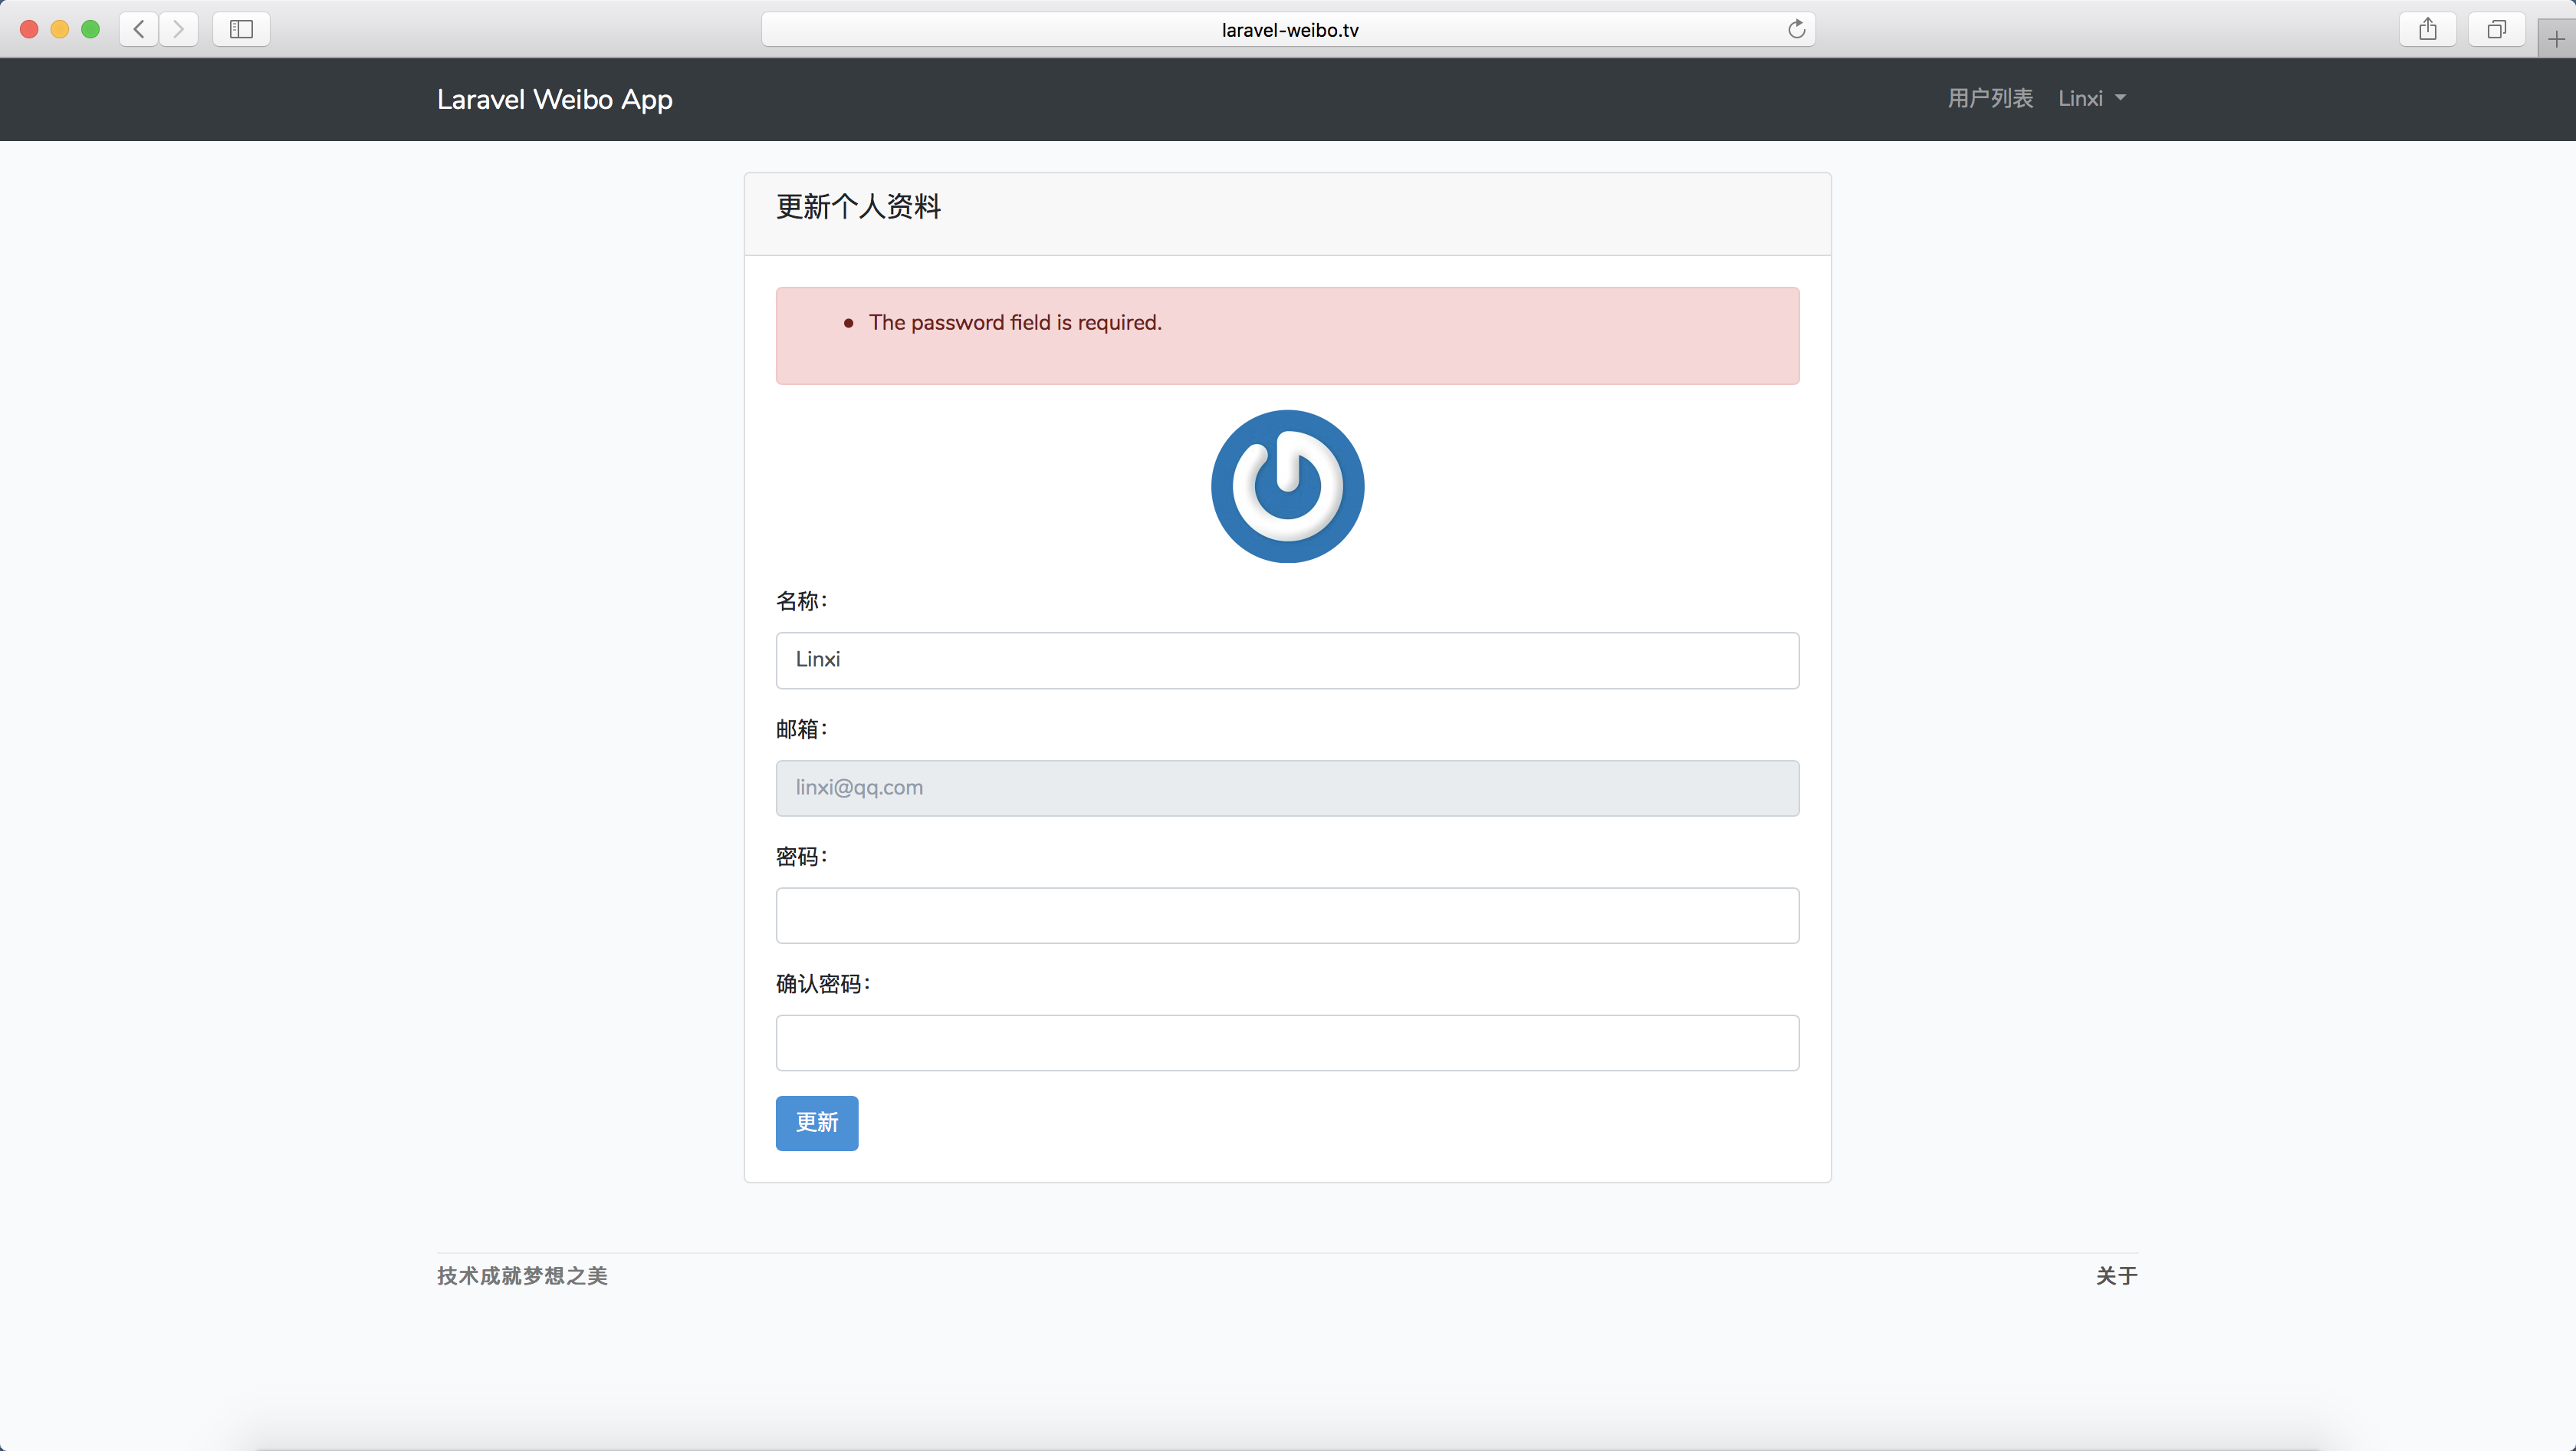 laravel-weibo.tv
Laravel Weibo App
用户列表 Linxi
更新个人资料
The password field is required.
名称：
Linxi
邮箱：
linxi@qq.com
密码：
确认密码：
更新
技术成就梦想之美 关于